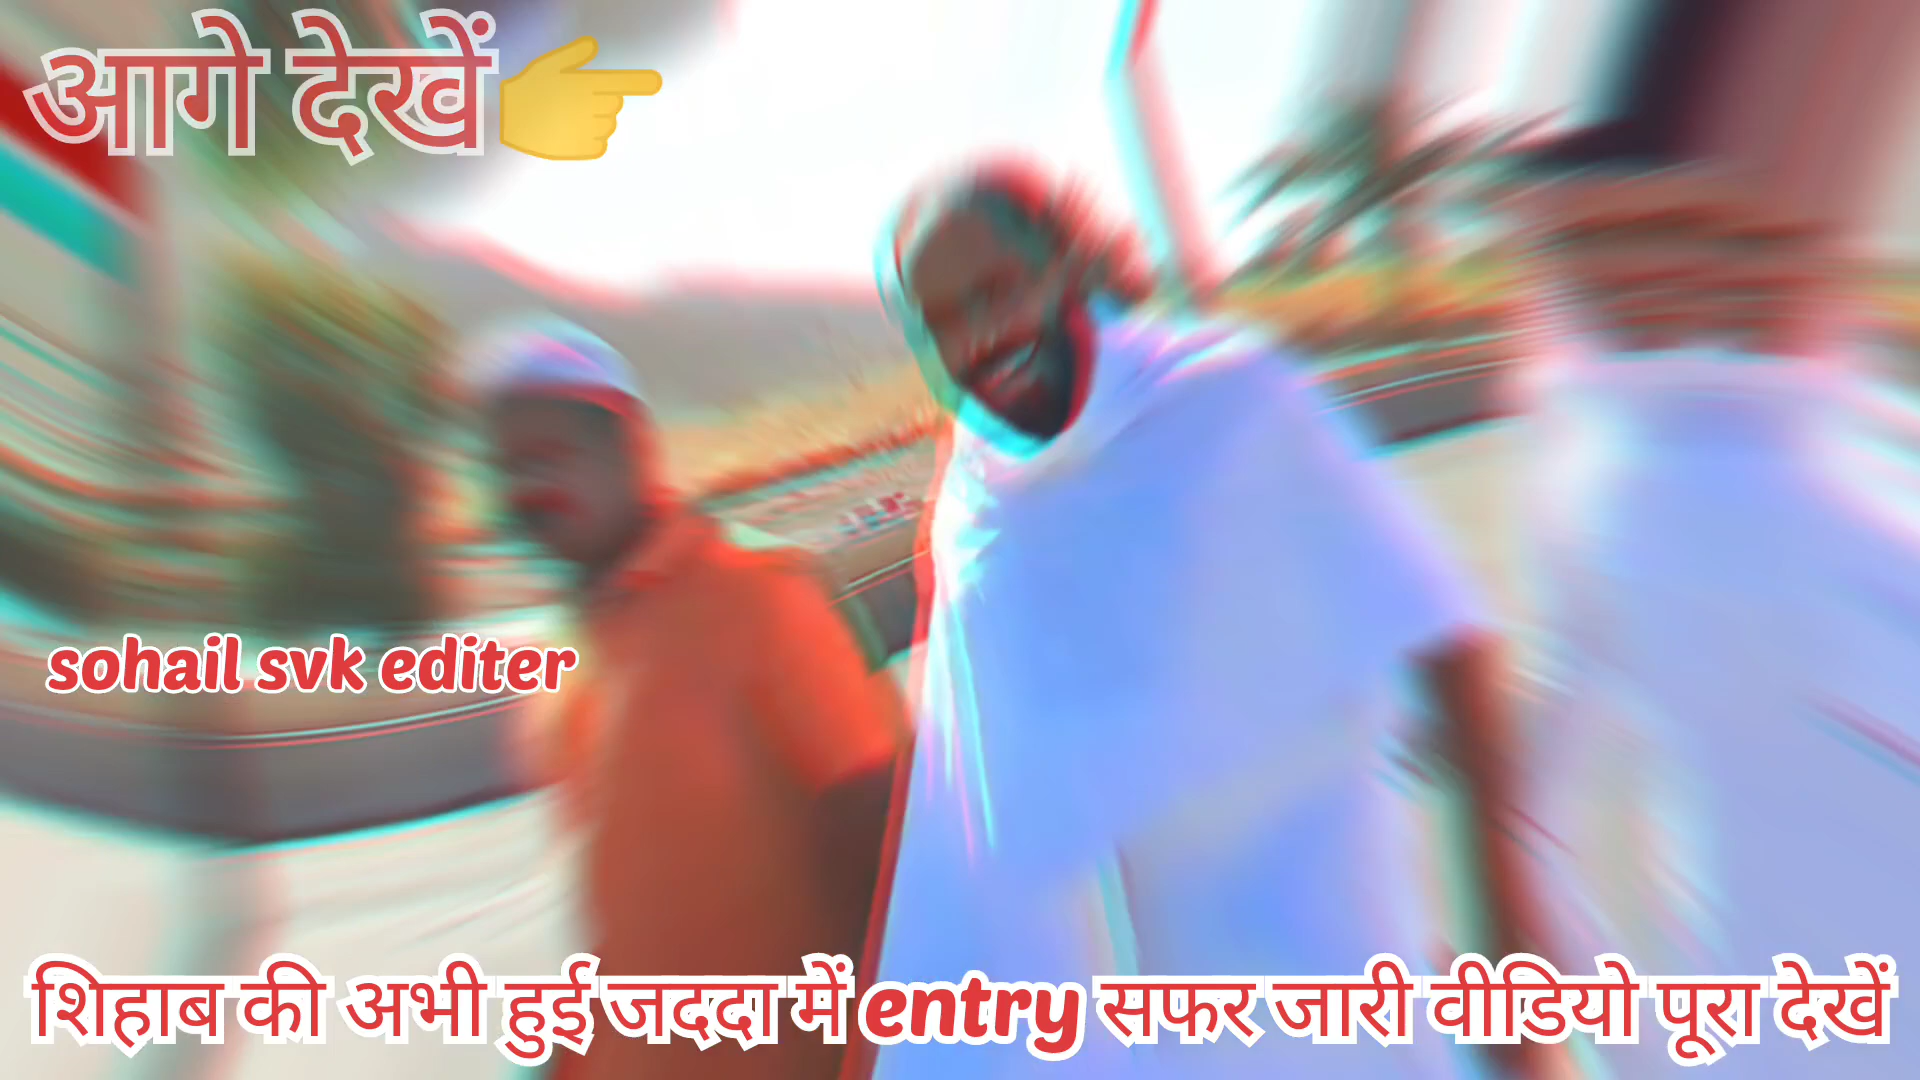 आगे देखें👉
sohail svk editer
शिहाब की अभी हुई जददा में entry सफर जारी वीडियो पूरा देखें